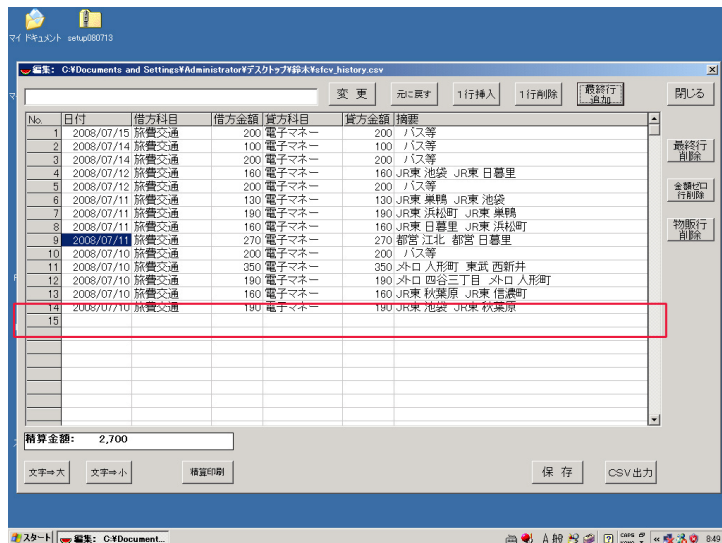 マイ ドキュメント
setup080713
編集: C:¥Documents and Settings¥Administrator¥デスクトップ¥鈴木¥sfcv_history.csv
変 更
元に戻す
1行挿入
1行削除
最終行
追加
閉じる
No. 日付 借方科目 借方金額 貸方科目 貸方金額 摘要
1 2008/07/15 旅費交通 200 電子マネー 200 バス等
2 2008/07/14 旅費交通 100 電子マネー 100 バス等
3 2008/07/14 旅費交通 200 電子マネー 200 バス等
4 2008/07/12 旅費交通 160 電子マネー 160 JR東 池袋 JR東 日暮里
5 2008/07/12 旅費交通 200 電子マネー 200 バス等
6 2008/07/11 旅費交通 130 電子マネー 130 JR東 巣鴨 JR東 池袋
7 2008/07/11 旅費交通 190 電子マネー 190 JR東 浜松町 JR東 巣鴨
8 2008/07/11 旅費交通 160 電子マネー 160 JR東 日暮里 JR東 浜松町
9 2008/07/11 旅費交通 270 電子マネー 270 都営 江北 都営 日暮里
10 2008/07/10 旅費交通 200 電子マネー 200 バス等
11 2008/07/10 旅費交通 350 電子マネー 350 メトロ 人形町 東武 西新井
12 2008/07/10 旅費交通 190 電子マネー 190 メトロ 四谷三丁目 メトロ 人形町
13 2008/07/10 旅費交通 160 電子マネー 160 JR東 秋葉原 JR東 信濃町
14 2008/07/10 旅費交通 190 電子マネー 190 JR東 池袋 JR東 秋葉原
15
最終行
削除
金額ゼロ
行削除
物販行
削除
積算金額: 2,700
文字⇒大
文字⇒小
積算印刷
保 存
CSV出力
スタート
編集: C:¥Document...
A 般
CAPS
8:49